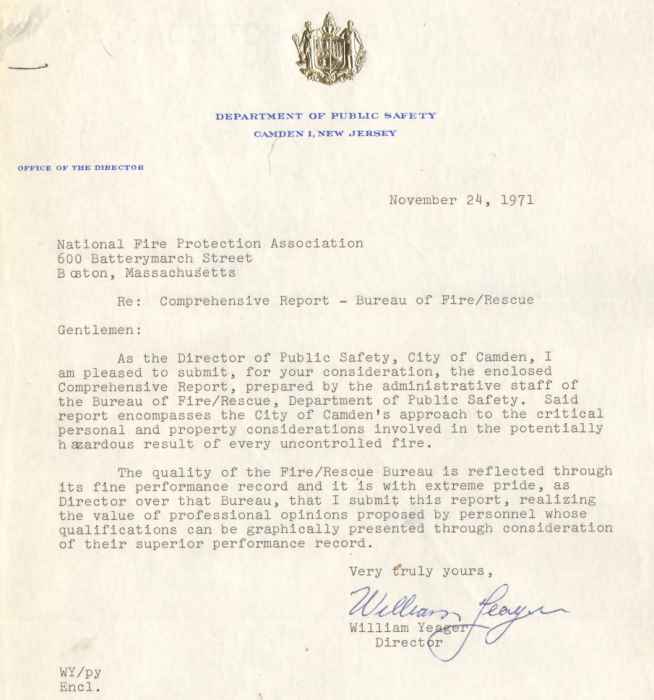 DEPARTMENT OF PUBLIC SAFETY
CAMDEN 1, NEW JERSEY
OFFICE OF THE DIRECTOR
November 24, 1971
National Fire Protection Association
600 Batterymarch Street
Boston, Massachusetts
Re: Comprehensive Report - Bureau of Fire/Rescue
Gentlemen:
As the Director of Public Safety, City of Camden, I
am pleased to submit, for your consideration, the enclosed
Comprehensive Report, prepared by the administrative staff of
the Bureau of Fire/Rescue, Department of Public Safety. Said
report encompasses the City of Camden's approach to the critical
personal and property considerations involved in the potentially
hazardous result of every uncontrolled fire.
The quality of the Fire/Rescue Bureau is reflected through
its fine performance record and it is with extreme pride, as
Director over that Bureau, that I submit this report, realizing
the value of professional opinions proposed by personnel whose
qualifications can be graphically presented through consideration
of their superior performance record.
Very truly yours,
William Yeager
William Yeager
Director
WY/py
Encl.